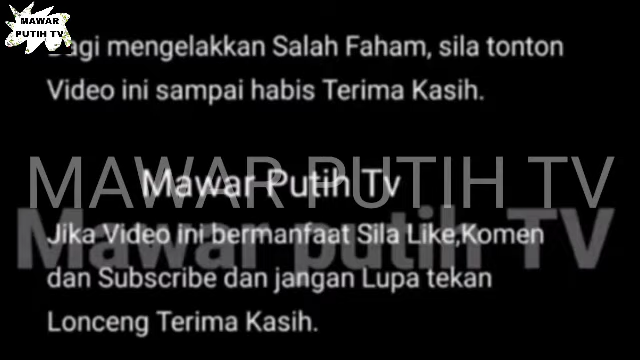 MAWAR
PUTIH TV
Bagi mengelakkan Salah Faham, sila tonton
Video ini sampai habis Terima Kasih.
MAWAR PUTIH TV
Mawar Putih Tv
Mawar putih TV
Jika Video ini bermanfaat Sila Like,Komen
dan Subscribe dan jangan Lupa tekan
Lonceng Terima Kasih.